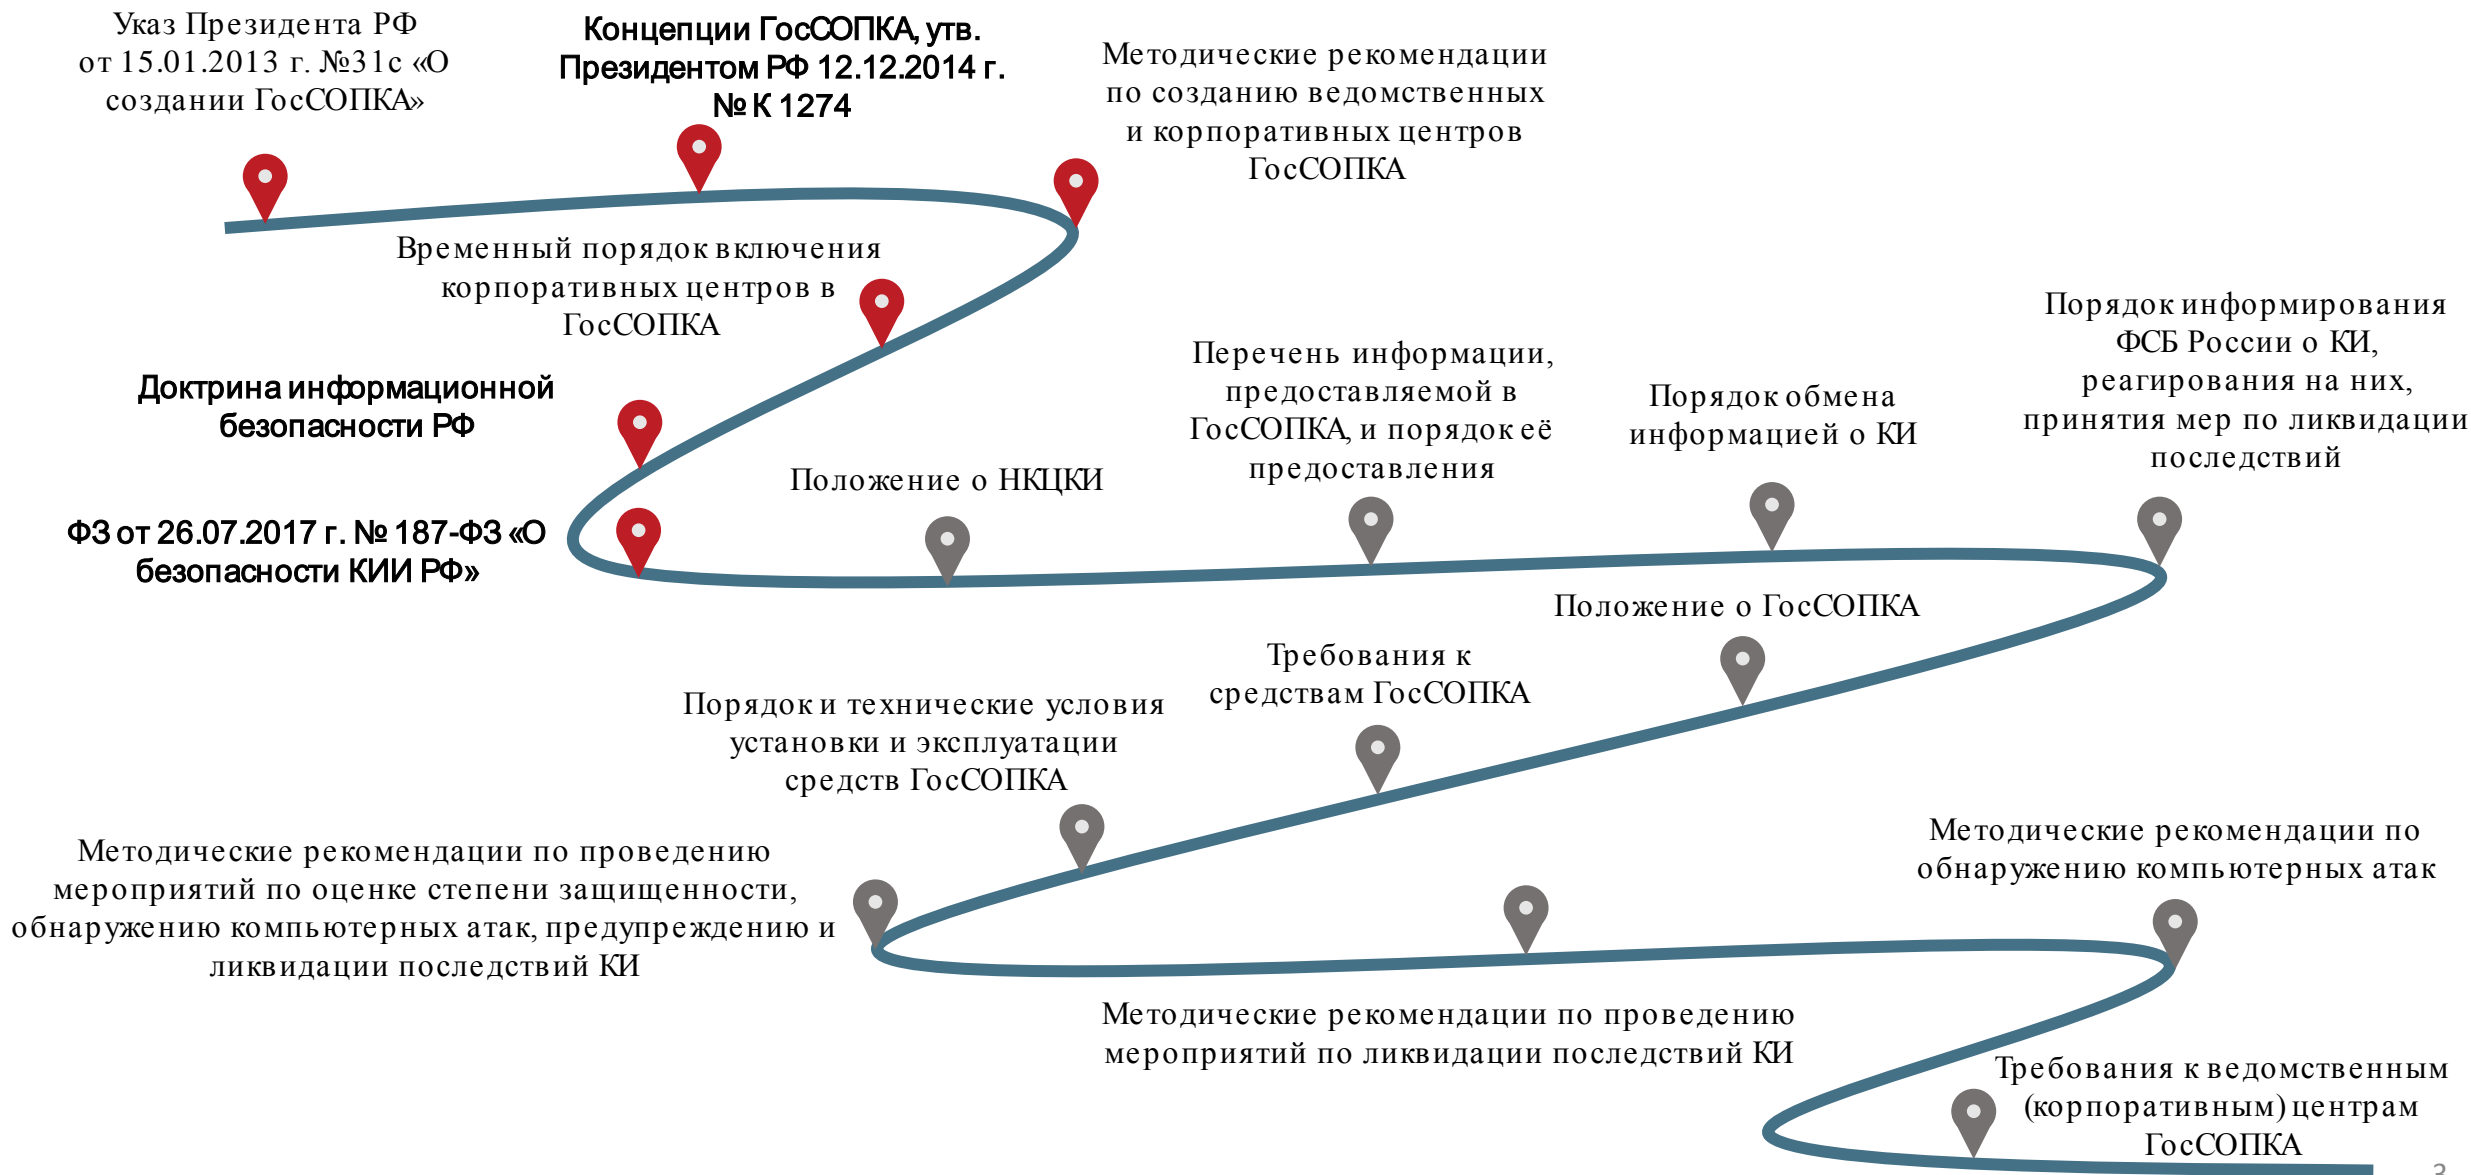 Указ Президента РФ
от 15.01.2013 г. №31с «О
создании ГосСОПКА»
Концепции ГосСОПКА, утв.
Президентом РФ 12.12.2014 г.
№ К 1274
Методические рекомендации
по созданию ведомственных
и корпоративных центров
ГосСОПКА
Временный порядок включения
корпоративных центров в
ГосСОПКА
Доктрина информационной
безопасности РФ
ФЗ от 26.07.2017 г. № 187-ФЗ «О
безопасности КИИ РФ»
Положение о НКЦКИ
Перечень информации,
предоставляемой в
ГосСОПКА, и порядок её
предоставления
Порядок обмена
информацией о КИ
Порядок информирования
ФСБ России о КИ,
реагирования на них,
принятия мер по ликвидации
последствий
Положение о ГосСОПКА
Требования к
средствам ГосСОПКА
Порядок и технические условия
установки и эксплуатации
средств ГосСОПКА
Методические рекомендации по проведению
мероприятий по оценке степени защищенности,
обнаружению компьютерных атак, предупреждению и
ликвидации последствий КИ
Методические рекомендации по проведению
мероприятий по ликвидации последствий КИ
Методические рекомендации по
обнаружению компьютерных атак
Требования к ведомственным
(корпоративным) центрам
ГосСОПКА
3